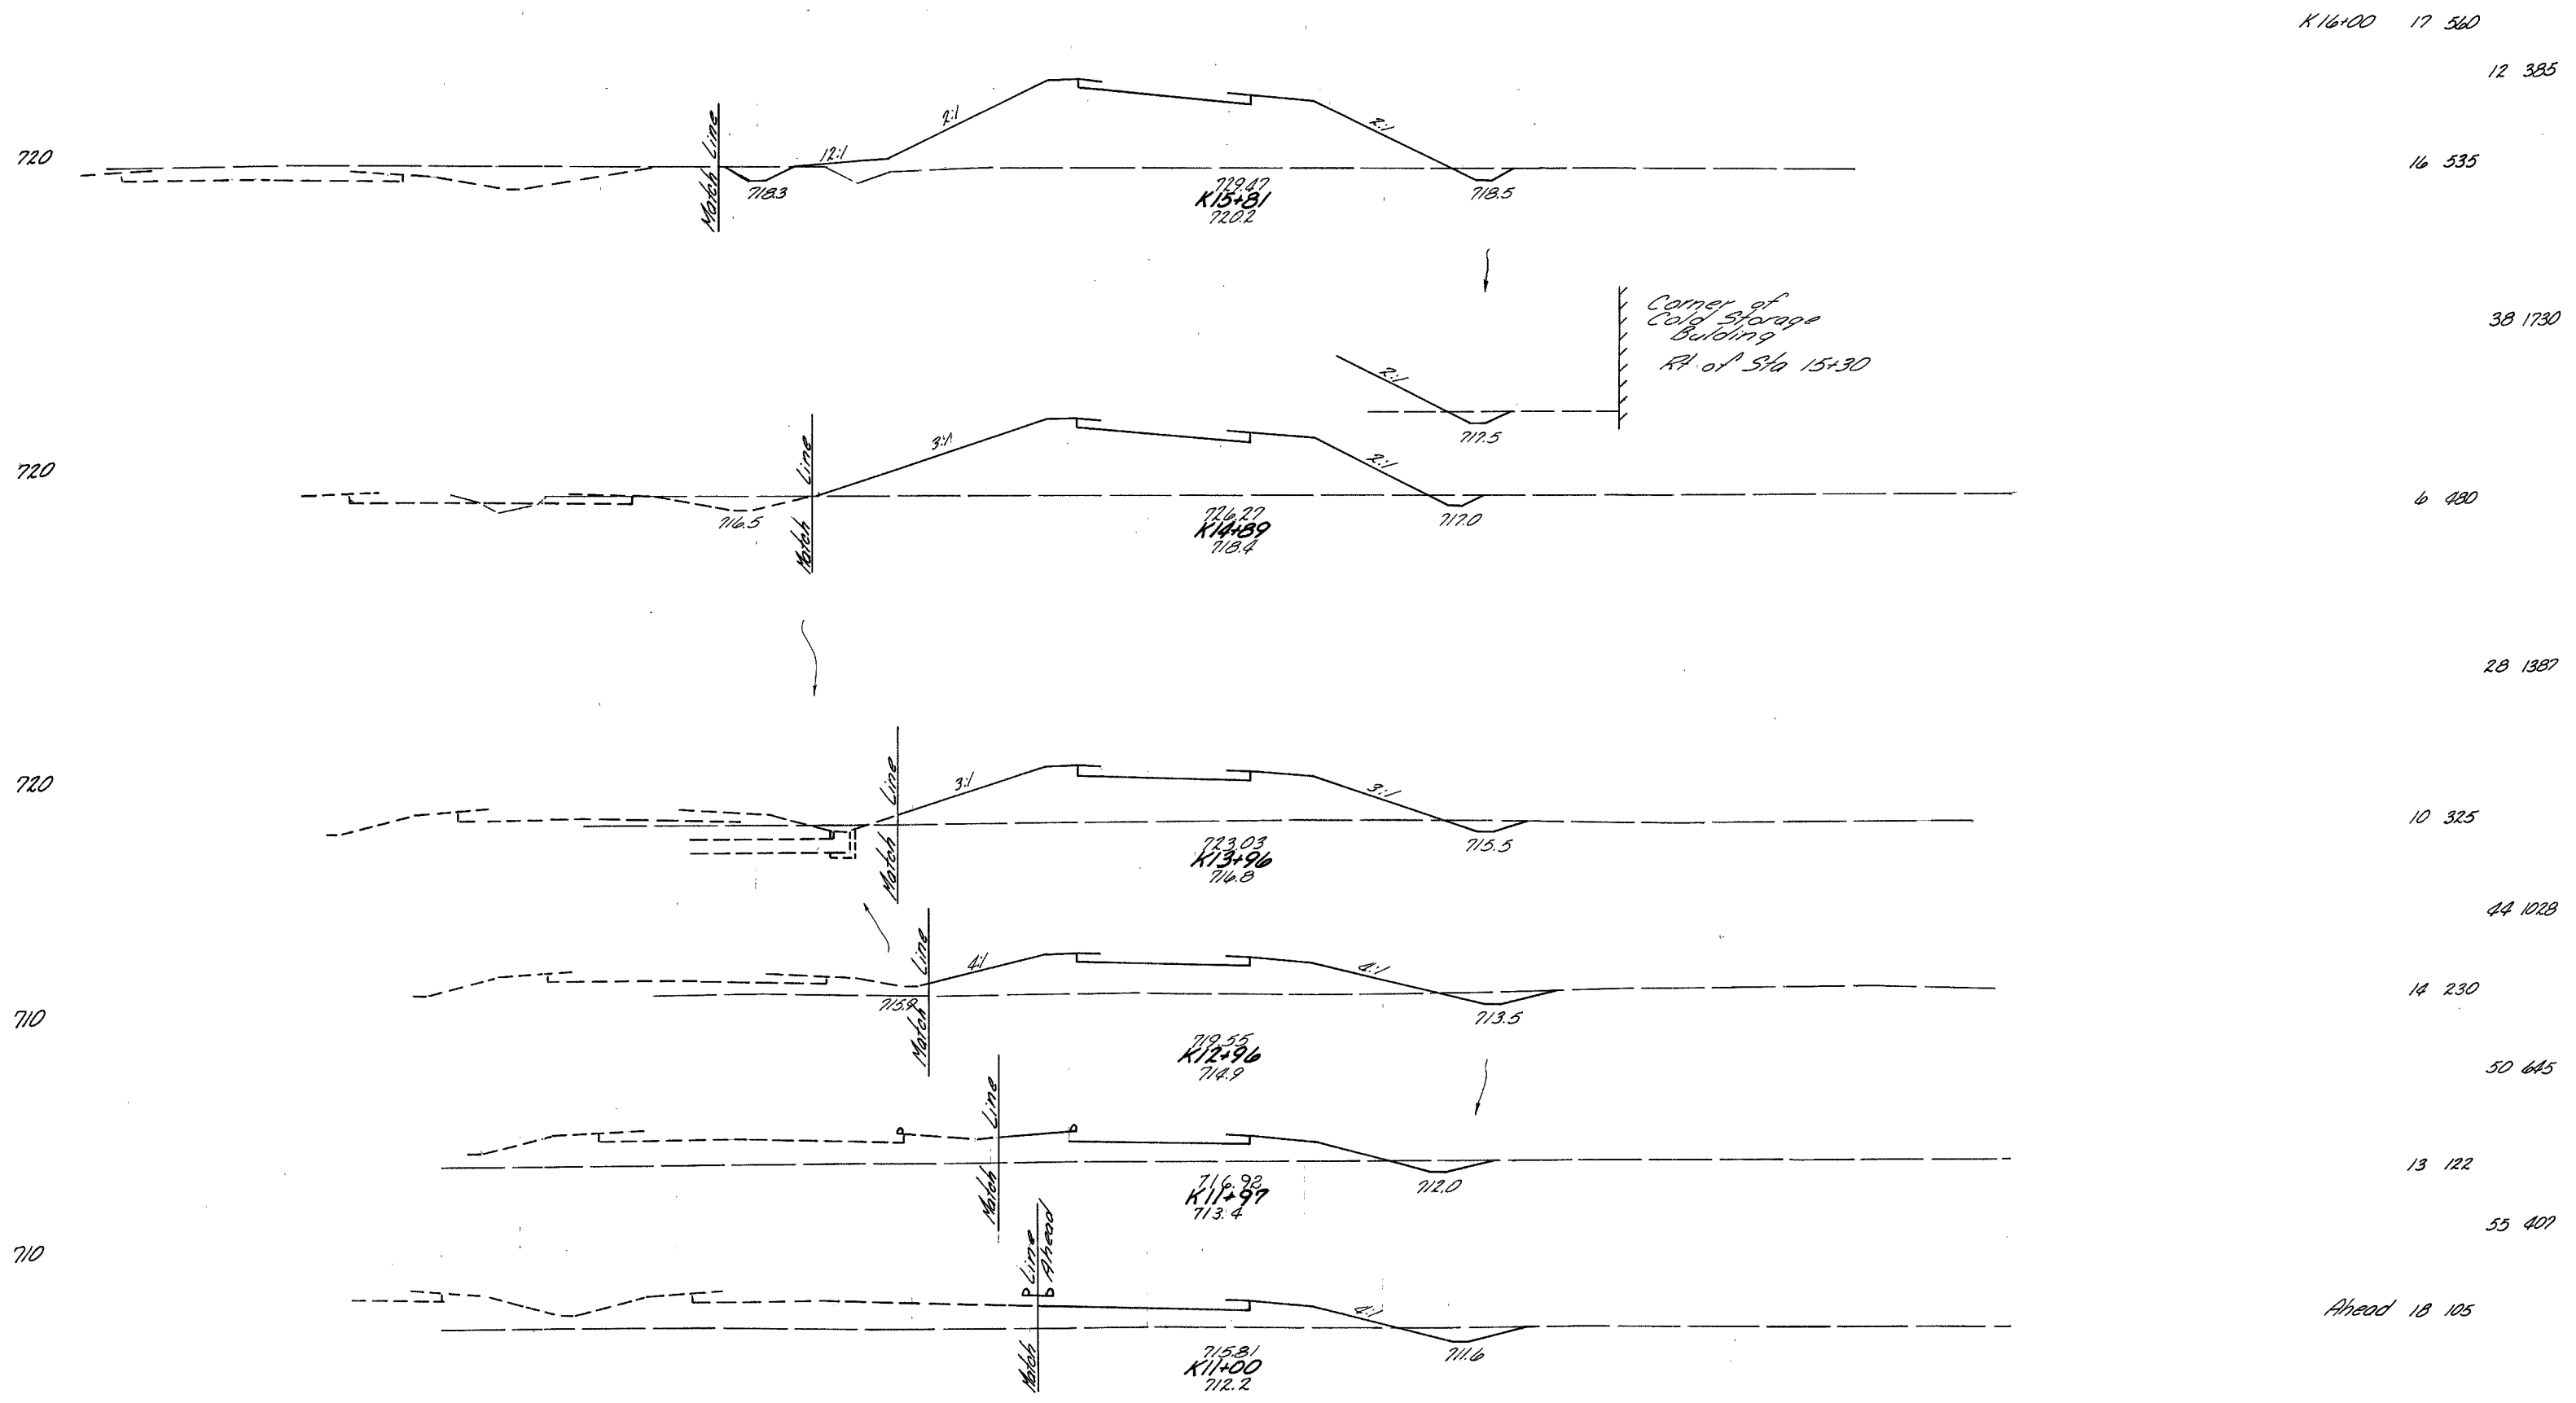 K16+00 17 560
12 385
720
Match Line
12:1
2:1
2:1
718.3
729.47
K15+81
720.2
718.5
16 535
Corner of
Cold Storage
Bulding
Rt. of Sta 15+30
2:1
717.5
38 1730
720
Match Line
3:1
2:1
716.5
726.27
K14+89
718.4
717.0
6 480
28 1387
720
Match Line
3:1
3:1
723.03
K13+96
716.8
715.5
10 325
44 1028
710
Match Line
4:1
4:1
715.9
719.55
K12+96
714.9
713.5
14 230
50 645
Match Line
716.92
K11+97
713.4
712.0
13 122
55 407
710
Match Line
Ahead
4:1
715.81
K11+00
712.2
711.6
Ahead 18 105